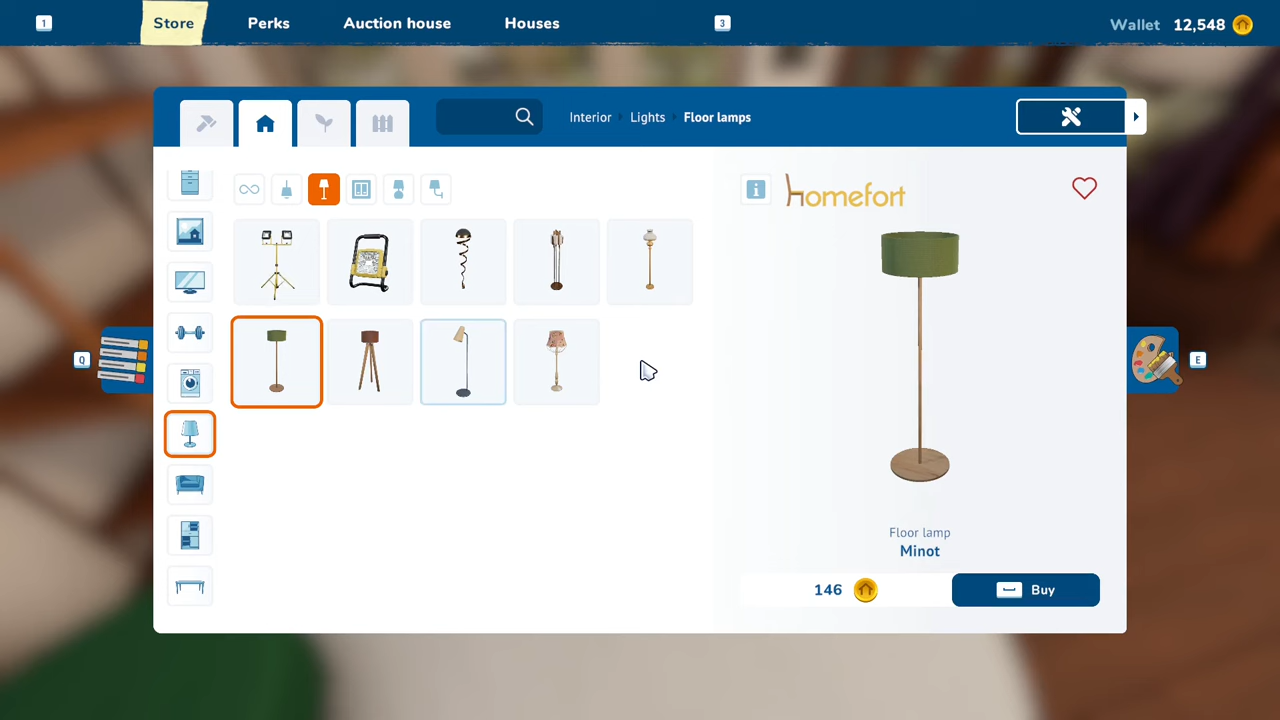 1
Store
Perks
Auction house
Houses
3
Wallet 12,548
Interior Lights Floor lamps
homefort
Q
E
Floor lamp
Minot
146
Buy